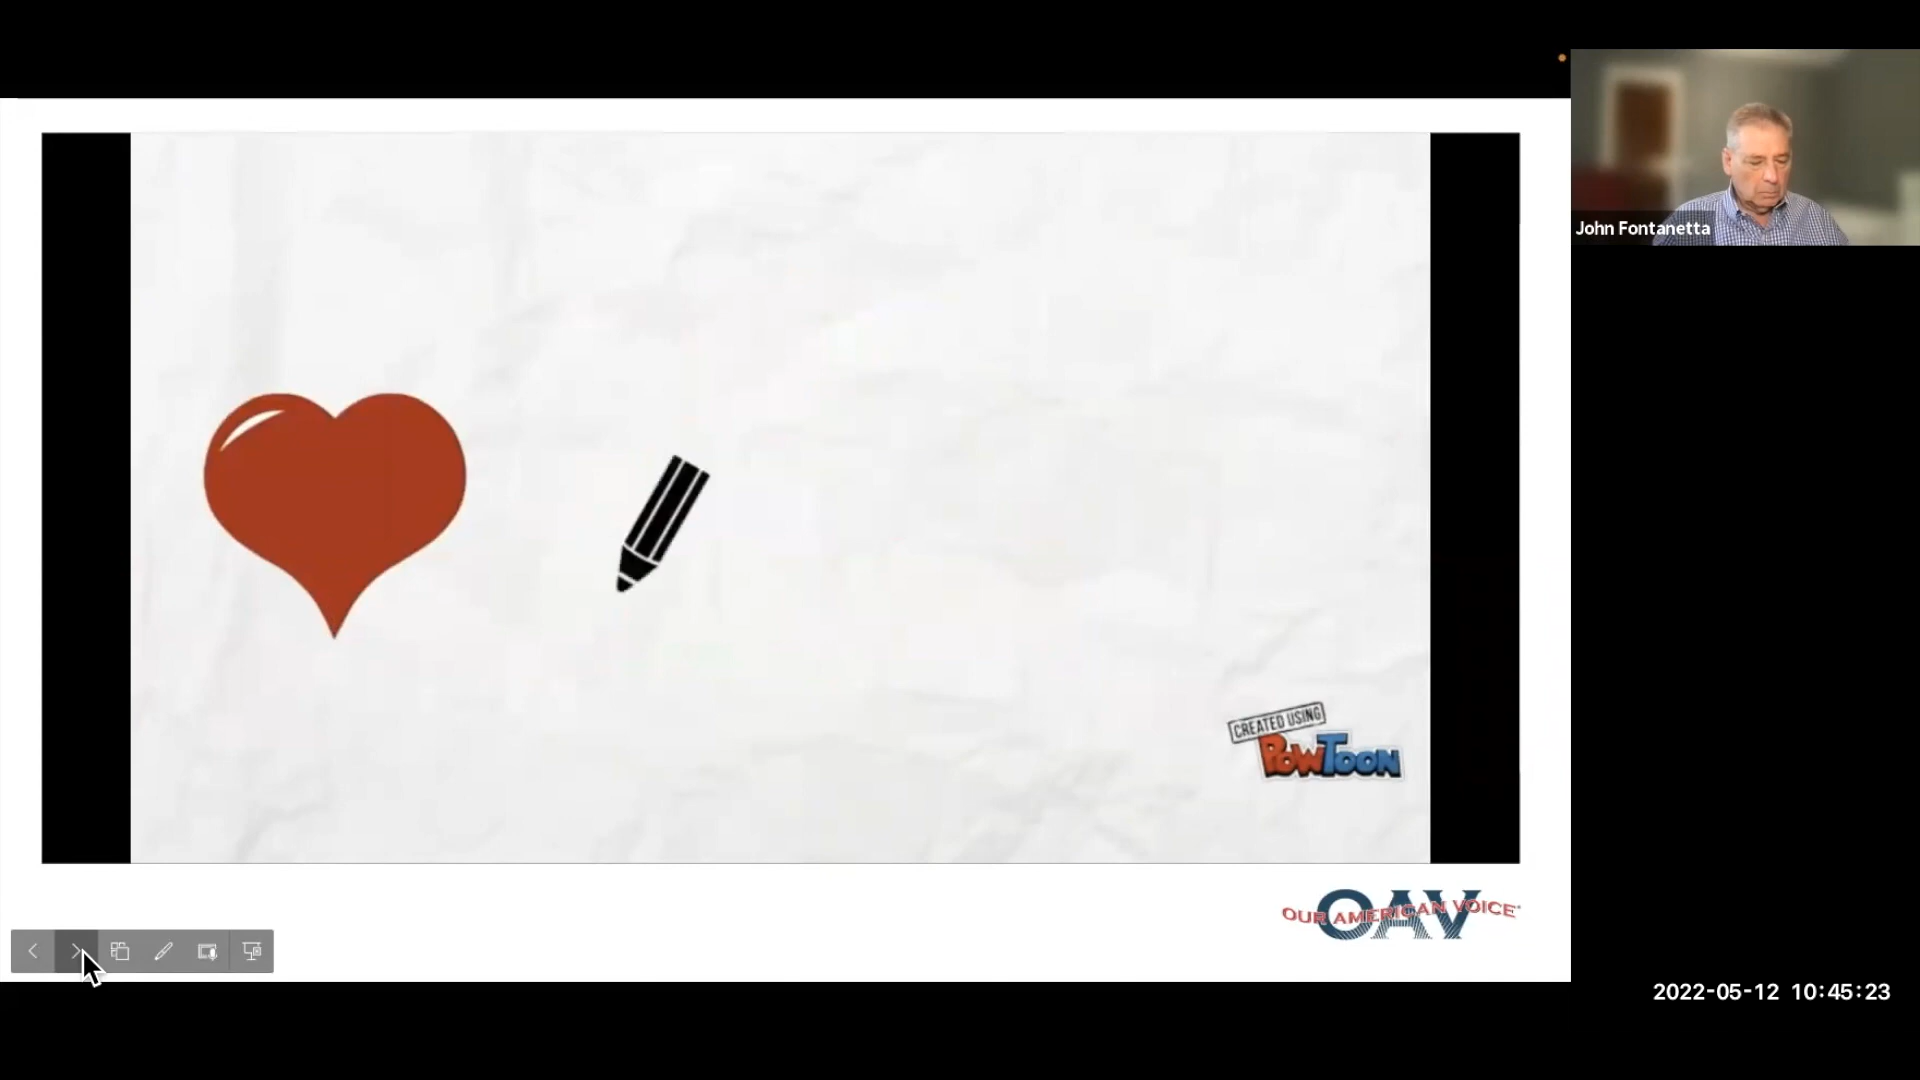 John Fontanetta
CREATED USING
POWTOON
OAV
OUR AMERICAN VOICE
2022-05-12 10:45:23